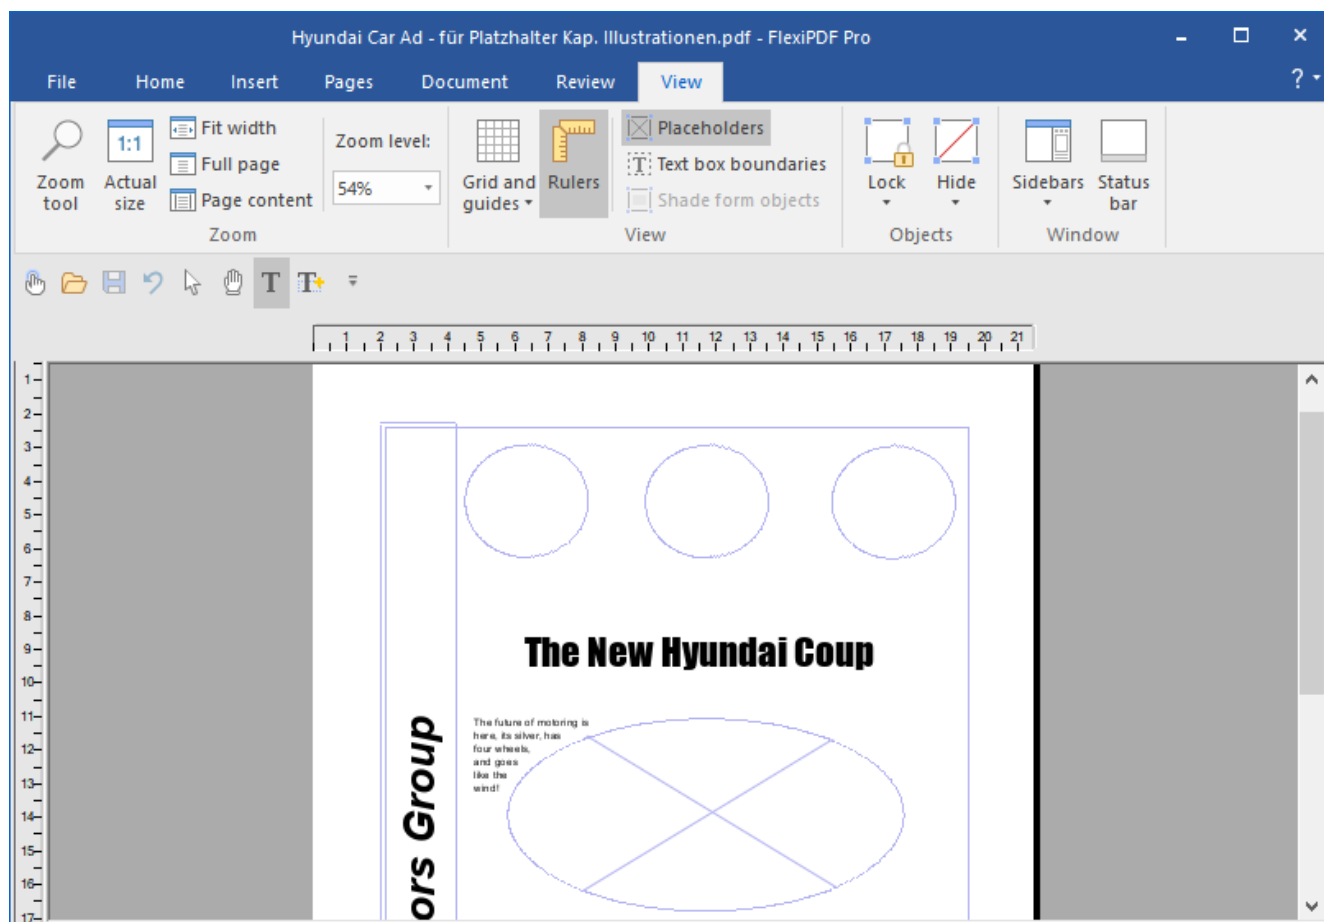 Hyundai Car Ad - für Platzhalter Kap. Illustrationen.pdf - FlexiPDF Pro
File Home Insert Pages Document Review View ?
Zoom tool
1:1 Actual size
Fit width
Full page
Page content
Zoom level:
54%
Zoom
Grid and guides
Rulers
Placeholders
Text box boundaries
Shade form objects
View
Lock
Hide
Objects
Sidebars
Status bar
Window
1 2 3 4 5 6 7 8 9 10 11 12 13 14 15 16 17 18 19 20 21
1
2
3
4
5
6
7
8
9
10
11
12
13
14
15
16
17
The New Hyundai Coup
The future of motoring is
here, its silver, has
four wheels,
and goes
like the
wind!
ors Group